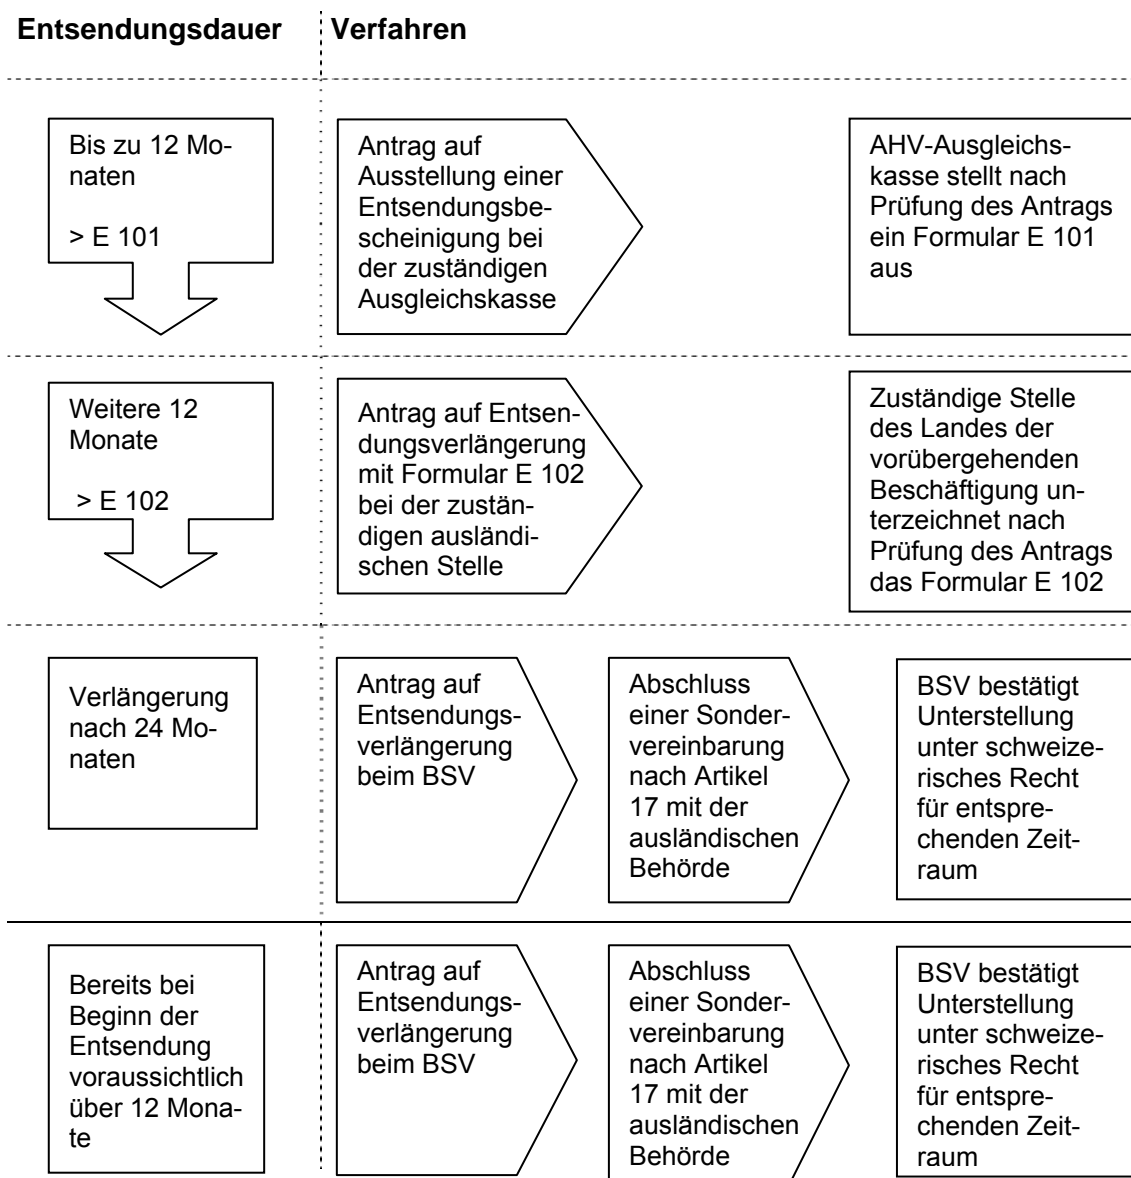 Entsendungsdauer
Verfahren
Bis zu 12 Mo-
naten
> E 101
Antrag auf
Ausstellung einer
Entsendungsbe-
scheinigung bei
der zuständigen
Ausgleichskasse
AHV-Ausgleichs-
kasse stellt nach
Prüfung des Antrags
ein Formular E 101
aus
Weitere 12
Monate
> E 102
Antrag auf Entsen-
dungsverlängerung
mit Formular E 102
bei der zustän-
digen ausländi-
schen Stelle
Zuständige Stelle
des Landes der
vorübergehenden
Beschäftigung un-
terzeichnet nach
Prüfung des Antrags
das Formular E 102
Verlängerung
nach 24 Mo-
naten
Antrag auf
Entsendungs-
verlängerung
beim BSV
Abschluss
einer Sonder-
vereinbarung
nach Artikel
17 mit der
ausländischen
Behörde
BSV bestätigt
Unterstellung
unter schweize-
risches Recht
für entspre-
chenden Zeit-
raum
Bereits bei
Beginn der
Entsendung
voraussichtlich
über 12 Mona-
te
Antrag auf
Entsendungs-
verlängerung
beim BSV
Abschluss
einer Sonder-
vereinbarung
nach Artikel
17 mit der
ausländischen
Behörde
BSV bestätigt
Unterstellung
unter schweize-
risches Recht
für entspre-
chenden Zeit-
raum